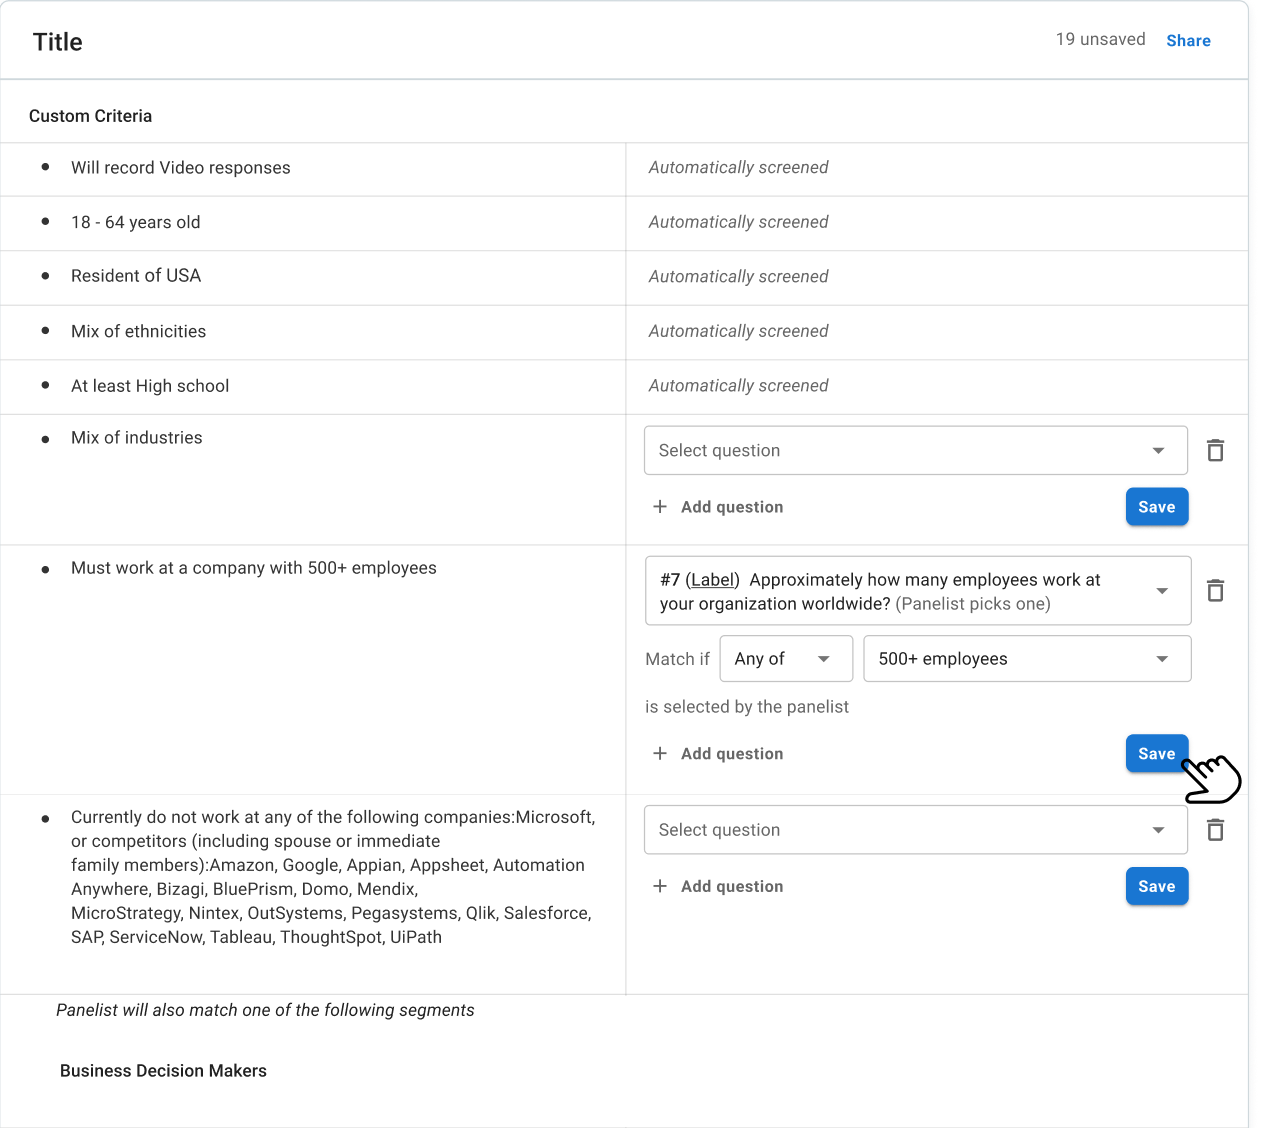 Title
19 unsaved
Share
Custom Criteria
Will record Video responses
Automatically screened
18 - 64 years old
Automatically screened
Resident of USA
Automatically screened
Mix of ethnicities
Automatically screened
At least High school
Automatically screened
Mix of industries
Select question
+ Add question
Save
Must work at a company with 500+ employees
#7 (Label) Approximately how many employees work at
your organization worldwide? (Panelist picks one)
Match if
Any of
500+ employees
is selected by the panelist
+ Add question
Save
Currently do not work at any of the following companies:Microsoft,
or competitors (including spouse or immediate
family members):Amazon, Google, Appian, Appsheet, Automation
Anywhere, Bizagi, BluePrism, Domo, Mendix,
MicroStrategy, Nintex, OutSystems, Pegasystems, Qlik, Salesforce,
SAP, ServiceNow, Tableau, ThoughtSpot, UiPath
Select question
+ Add question
Save
Panelist will also match one of the following segments
Business Decision Makers